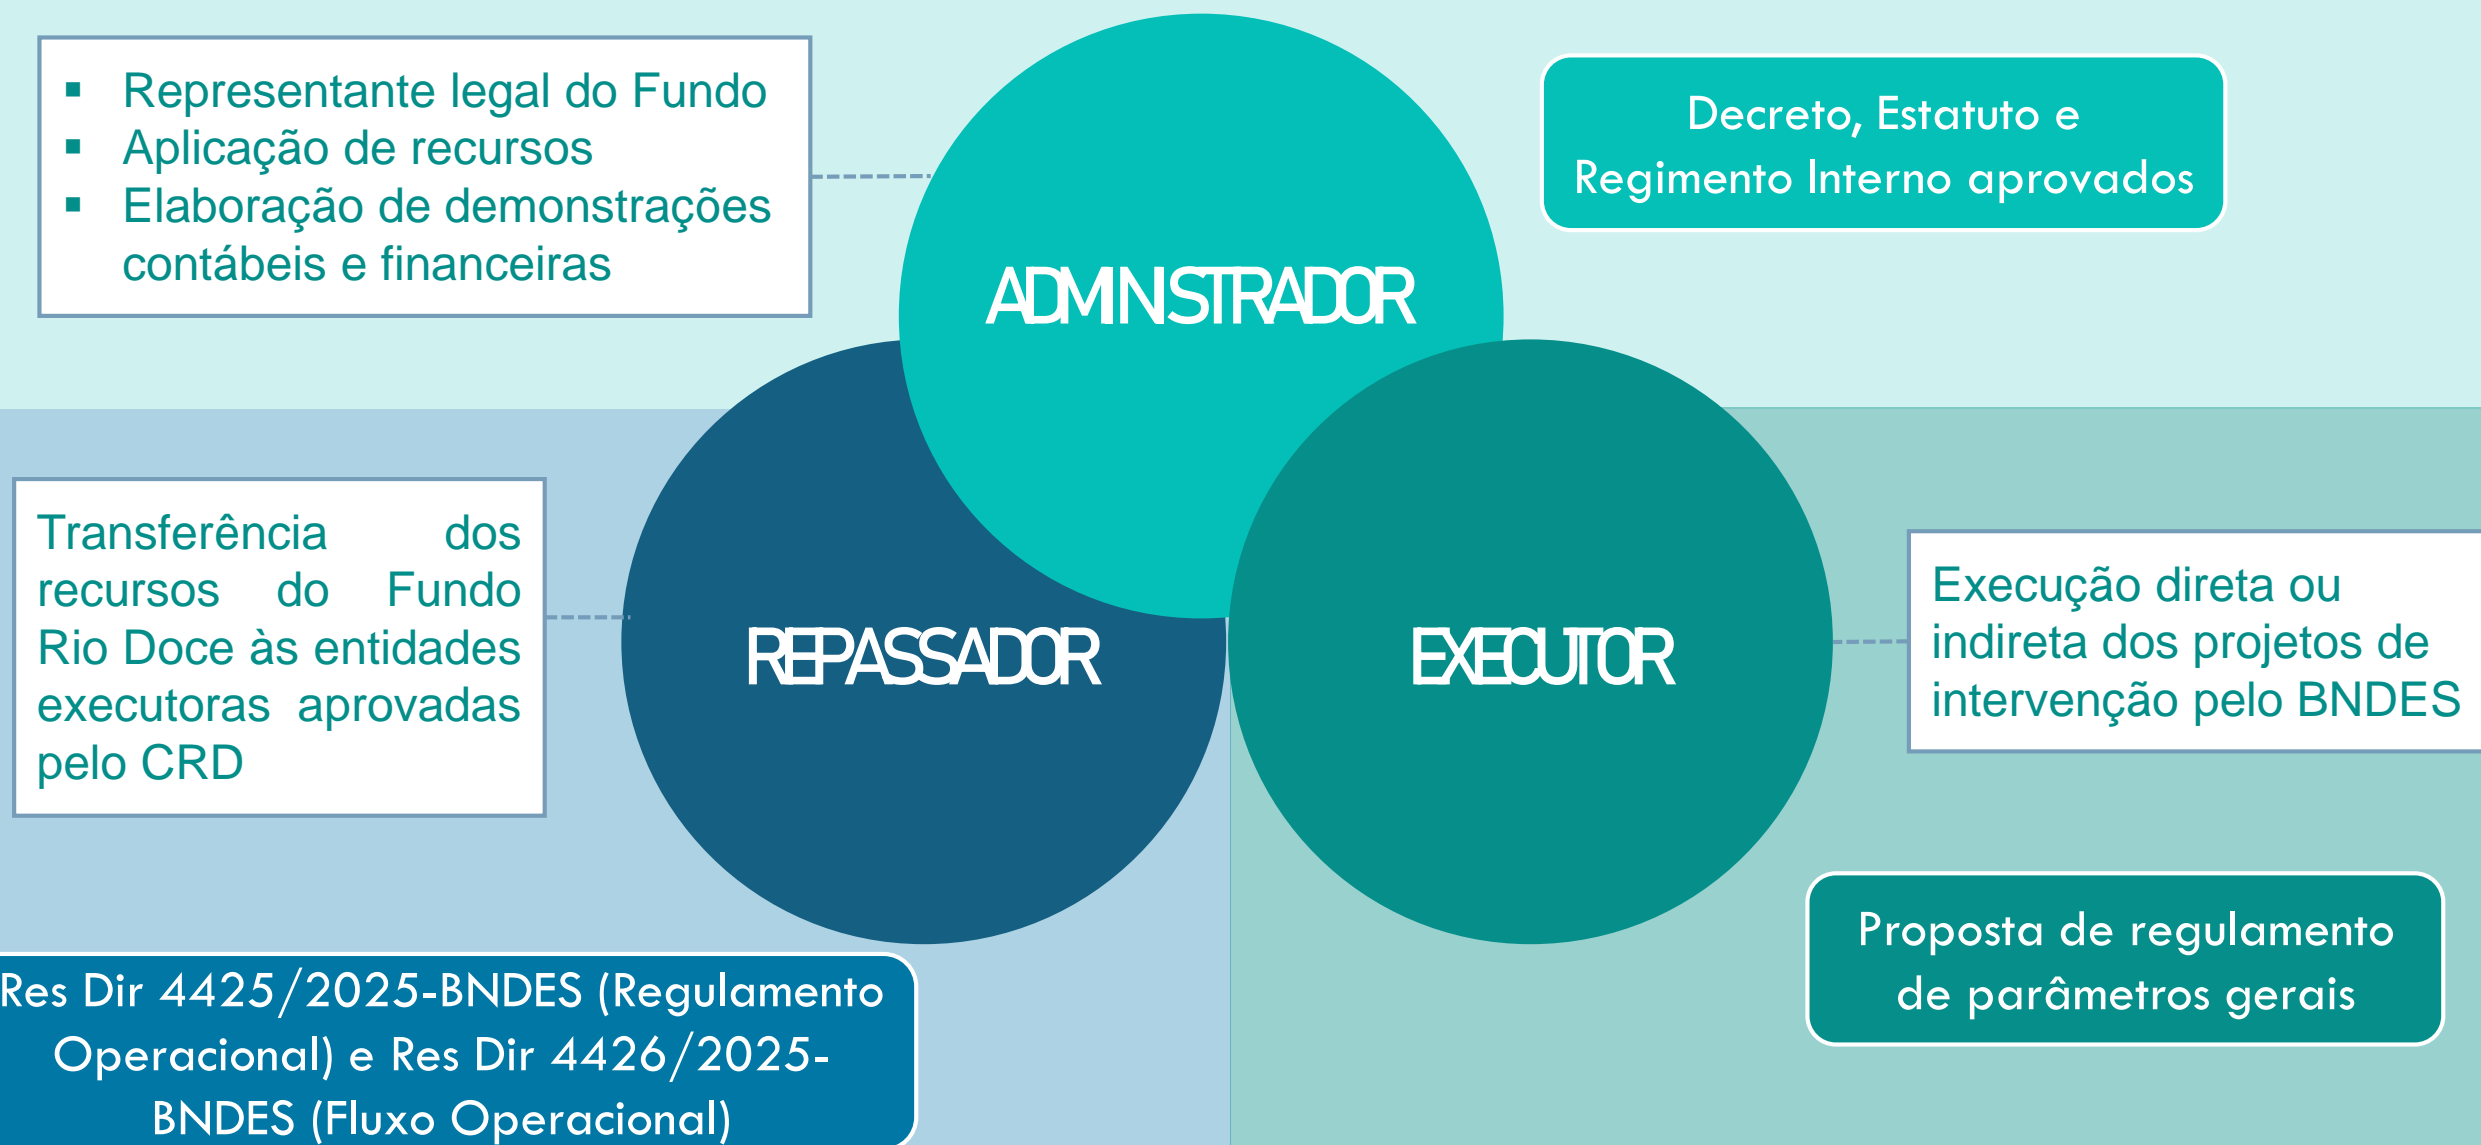 ▪ Representante legal do Fundo
▪ Aplicação de recursos
▪ Elaboração de demonstrações
contábeis e financeiras
Decreto, Estatuto e
Regimento Interno aprovados
ADMINSTRADOR
Transferência dos
recursos do Fundo
Rio Doce às entidades
executoras aprovadas
pelo CRD
REPASSADOR
EXECUTOR
Execução direta ou
indireta dos projetos de
intervenção pelo BNDES
Res Dir 4425/2025-BNDES (Regulamento
Operacional) e Res Dir 4426/2025-
BNDES (Fluxo Operacional)
Proposta de regulamento
de parâmetros gerais